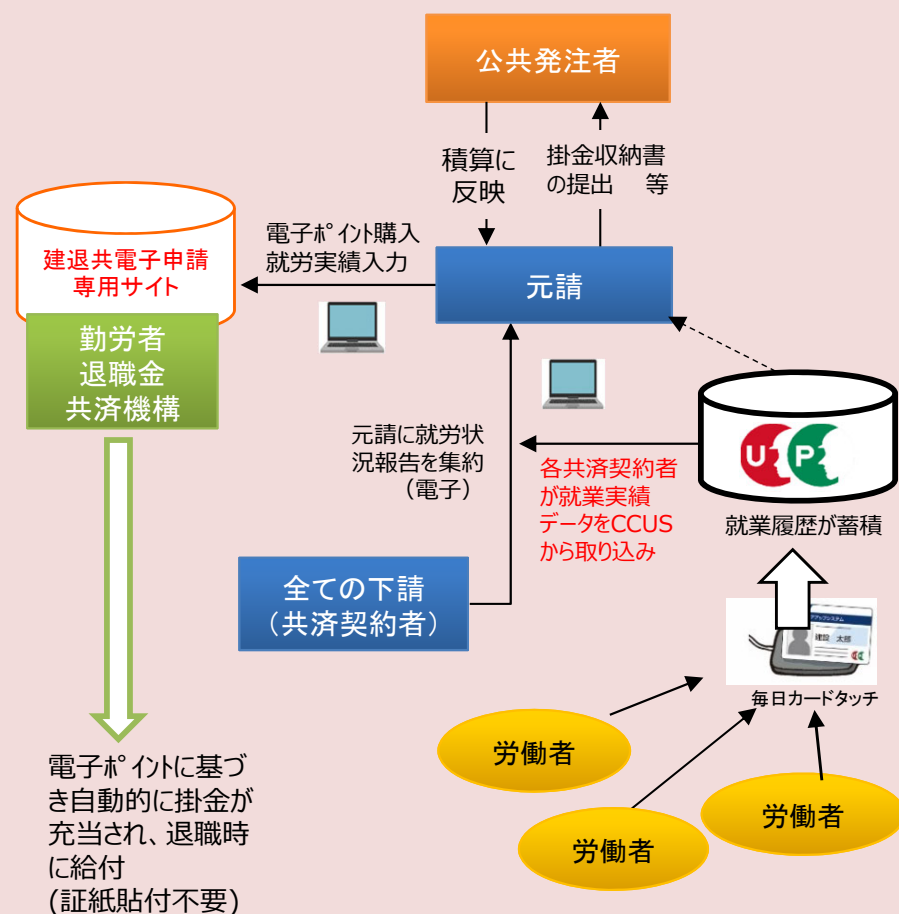 公共発注者
積算に
反映
掛金収納書
の提出 等
建退共電子申請
専用サイト
電子ポイント購入
就労実績入力
元請
勤労者
退職金
共済機構
元請に就労状
況報告を集約
(電子)
各共済契約者
が就業実績
データをCCUS
から取り込み
UP
就業履歴が蓄積
全ての下請
(共済契約者)
建設 太郎
毎日カードタッチ
労働者
労働者
労働者
電子ポイントに基づ
き自動的に掛金が
充当され、退職時
に給付
(証紙貼付不要)